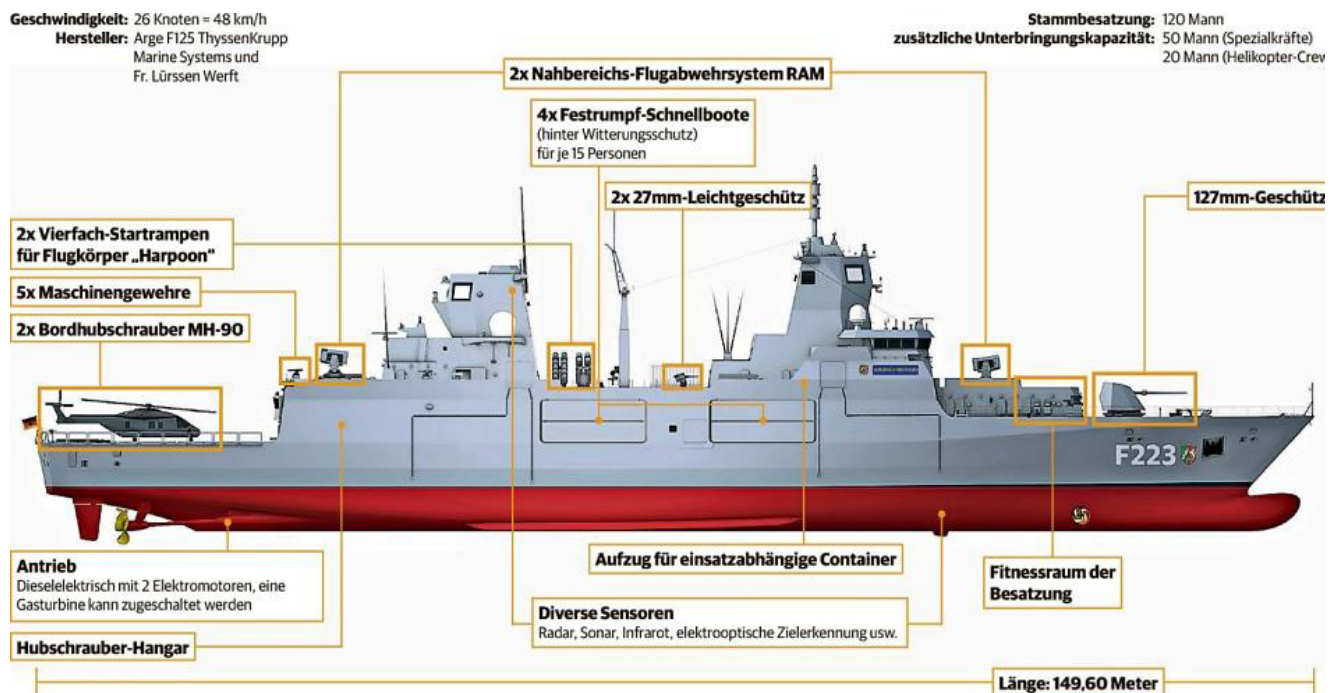 Geschwindigkeit: 26 Knoten = 48 km/h
Hersteller: Arge F125 ThyssenKrupp
Marine Systems und
Fr. Lürssen Werft
Stammbesatzung: 120 Mann
zusätzliche Unterbringungskapazität: 50 Mann (Spezialkräfte)
20 Mann (Helikopter-Crew
2x Nahbereichs-Flugabwehrsystem RAM
4x Festrumpf-Schnellboote
(hinter Witterungsschutz)
für je 15 Personen
2x 27mm-Leichtgeschütz
127mm-Geschütz
2x Vierfach-Startrampen
für Flugkörper „Harpoon"
5x Maschinengewehre
2x Bordhubschrauber MH-90
F223
Antrieb
Dieselelektrisch mit 2 Elektromotoren, eine
Gasturbine kann zugeschaltet werden
Aufzug für einsatzabhängige Container
Fitnessraum der
Besatzung
Diverse Sensoren
Radar, Sonar, Infrarot, elektrooptische Zielerkennung usw.
Hubschrauber-Hangar
Länge: 149,60 Meter